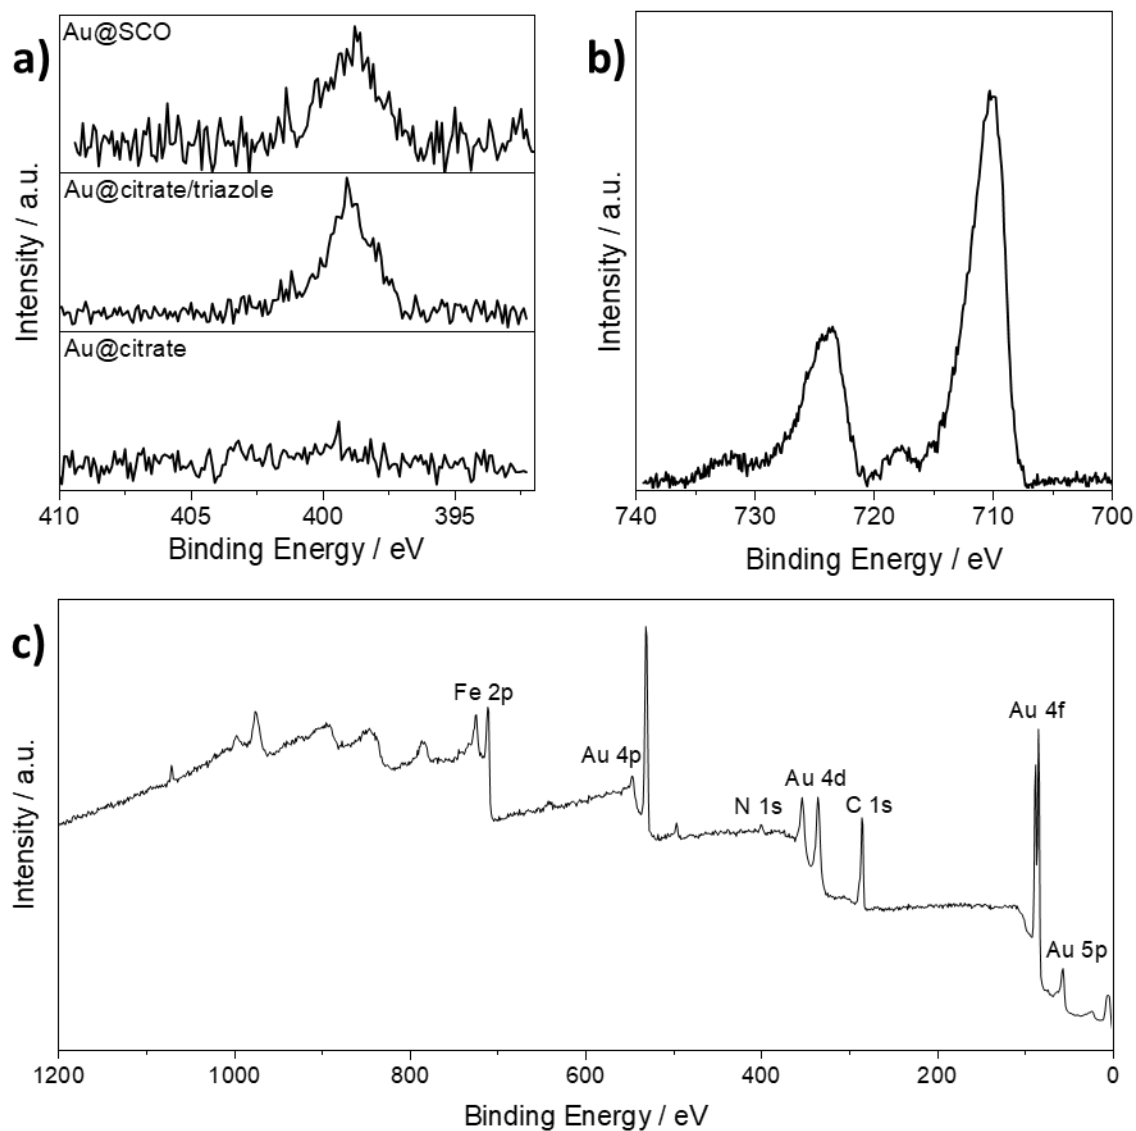 a)
Au@SCO
Au@citrate/triazole
Au@citrate
Intensity / a.u.
410 405 400 395
Binding Energy / eV
b)
Intensity / a.u.
740 730 720 710 700
Binding Energy / eV
c)
Fe 2p
Au 4p
N 1s
Au 4d
C 1s
Au 4f
Au 5p
Intensity / a.u.
1200 1000 800 600 400 200 0
Binding Energy / eV